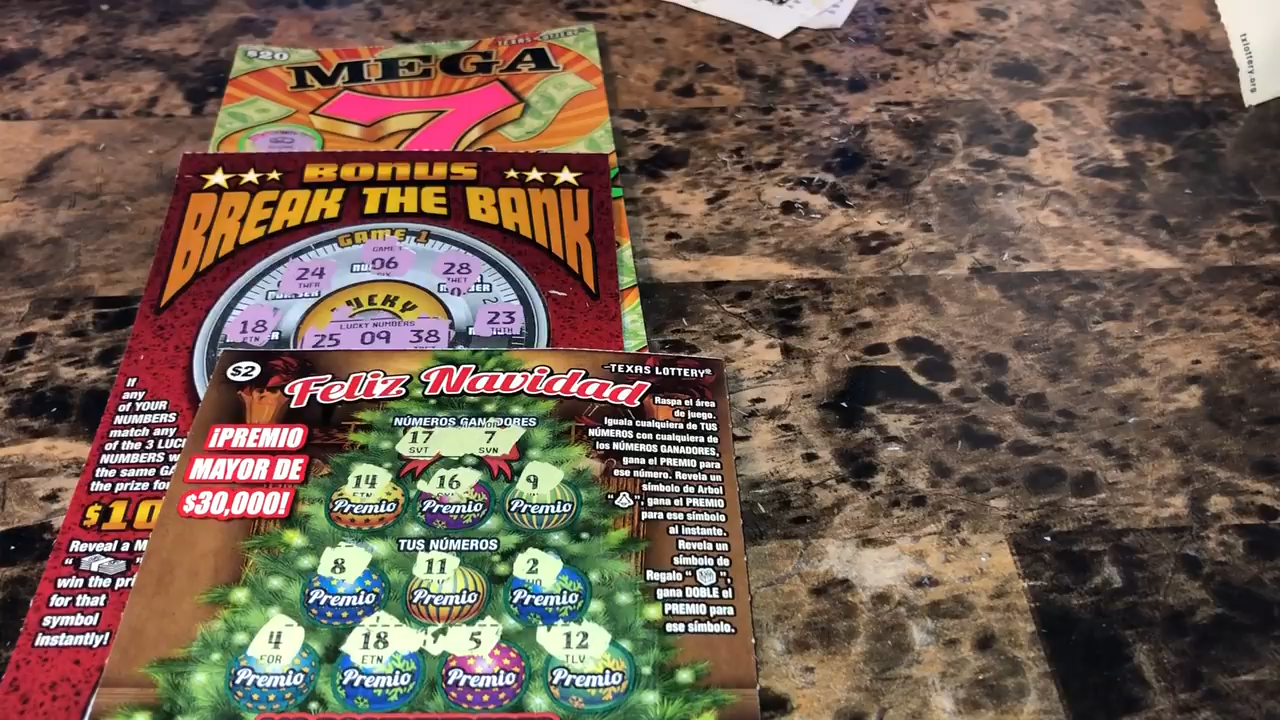 txlottery.org
$20
TEXAS LOTTERY
MEGA
7
BONUS
BREAK THE BANK
GAME 1
GAME 1
24 06 28
18 23
LUCKY
LUCKY NUMBERS
25 09 38
If
any
of YOUR
NUMBERS
match any
of the 3
NUMBERS
the same
the prize for
$10
Reveal a
" "
win the
for that
symbol
instantly!
$2
Feliz Navidad
TEXAS LOTTERY®
¡PREMIO
MAYOR DE
$30,000!
NÚMEROS GANADORES
17 7
SVT SVN
14 16 9
Premio Premio Premio
TUS NÚMEROS
8 11 2
Premio Premio Premio
4 18 5 12
FOR ETN TLV
Premio Premio Premio Premio
Raspa el área
de juego.
Iguala cualquiera de TUS
NÚMEROS con cualquiera de
los NÚMEROS GANADORES,
gana el PREMIO para
ese número. Revela un
símbolo de Arbol
" ", gana el PREMIO
para ese símbolo
al instante.
Revela un
símbolo de
Regalo " ",
gana DOBLE el
PREMIO para
ese símbolo.